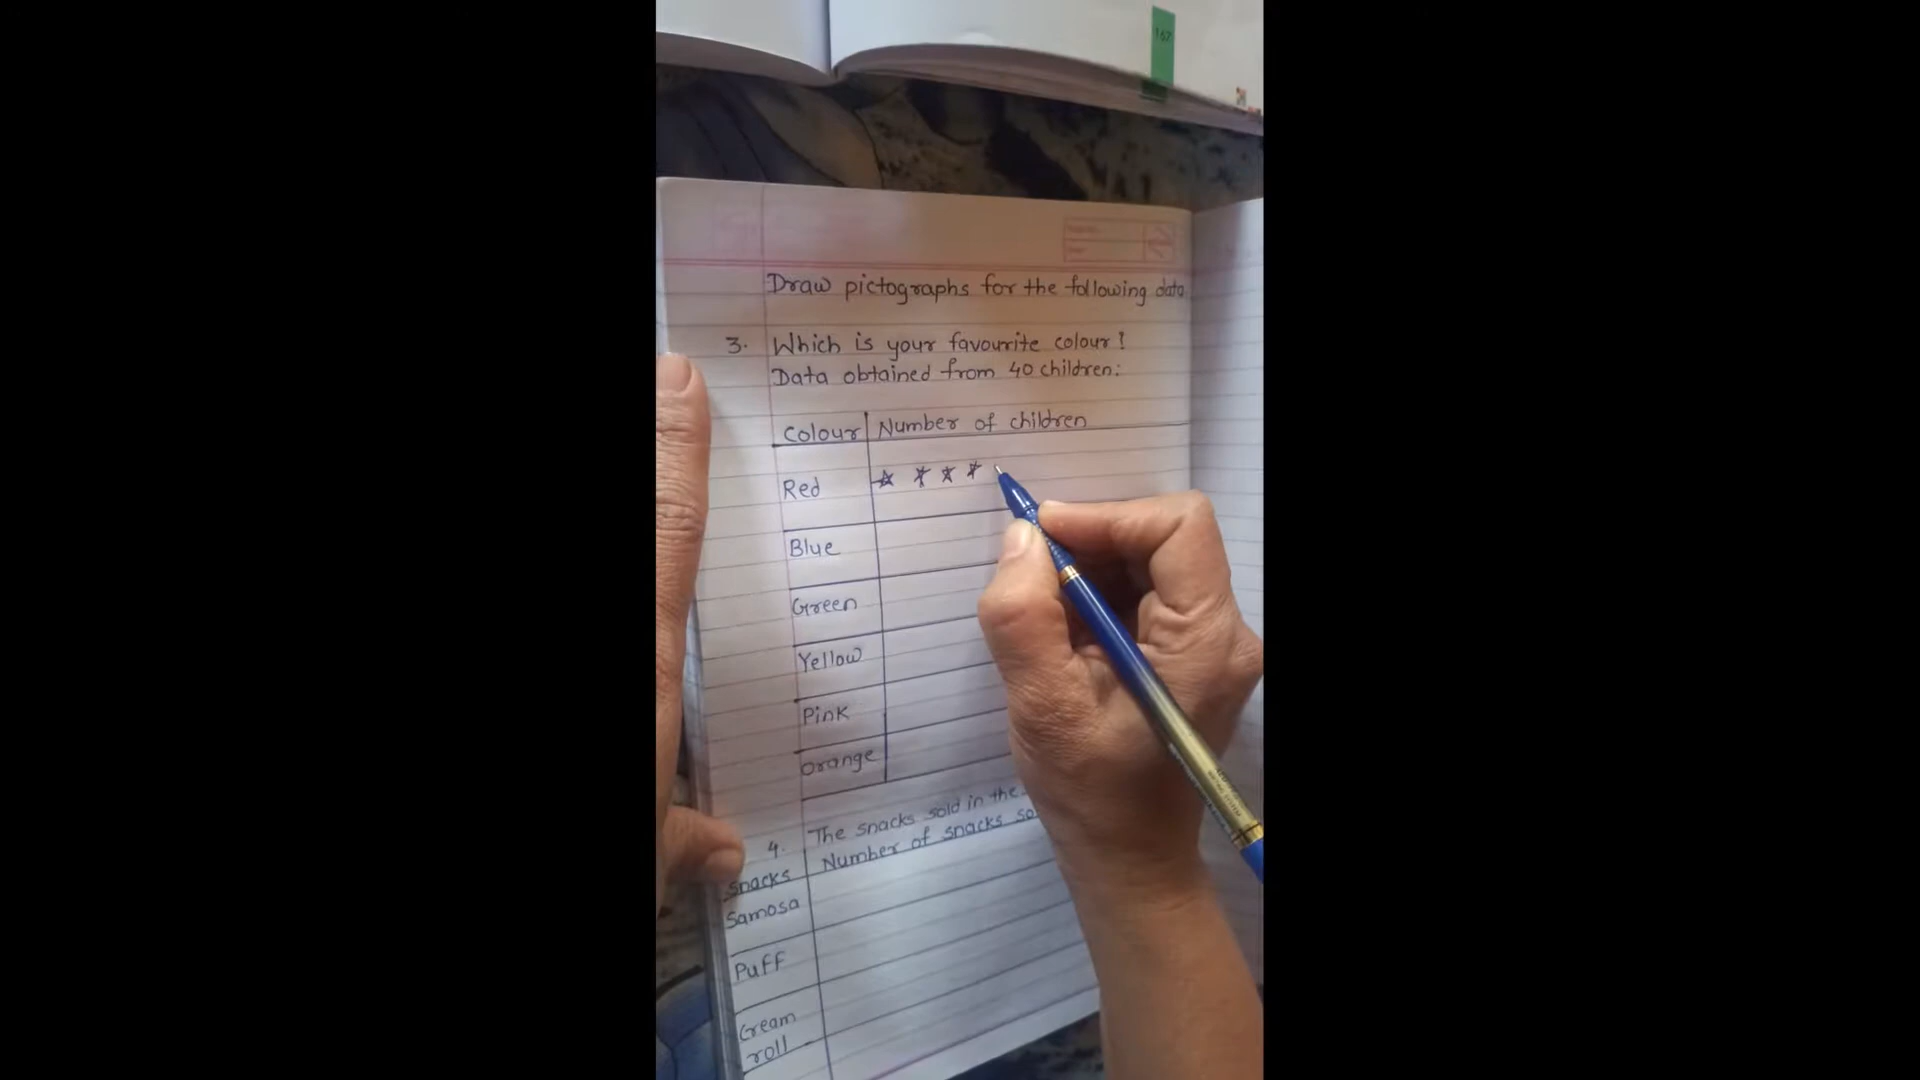 167
Draw pictographs for the following data
3. Which is your favourite colour?
Data obtained from 40 children:
Colour Number of children
Red
Blue
Green
Yellow
Pink
Orange
4. The snacks sold in the
Snacks Number of snacks so
Samosa
Puff
Cream
roll